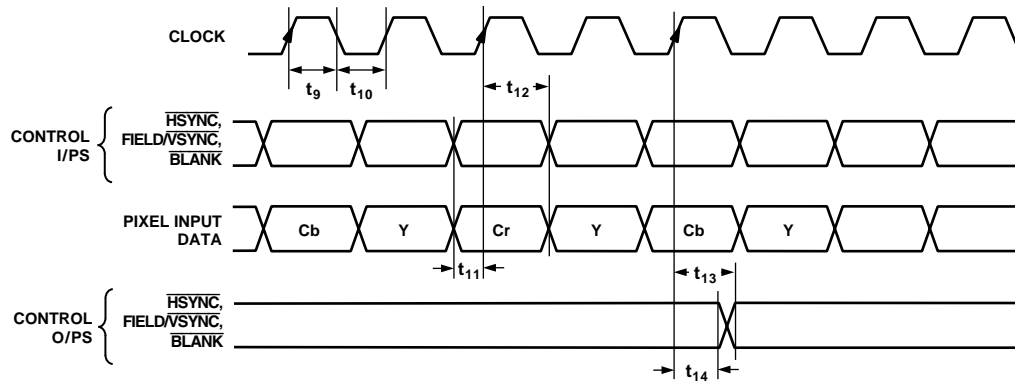 CLOCK
t9
t10
t12
CONTROL
I/PS
HSYNC,
FIELD/VSYNC,
BLANK
PIXEL INPUT
DATA
Cb
Y
Cr
Y
Cb
Y
t11
t13
CONTROL
O/PS
HSYNC,
FIELD/VSYNC,
BLANK
t14